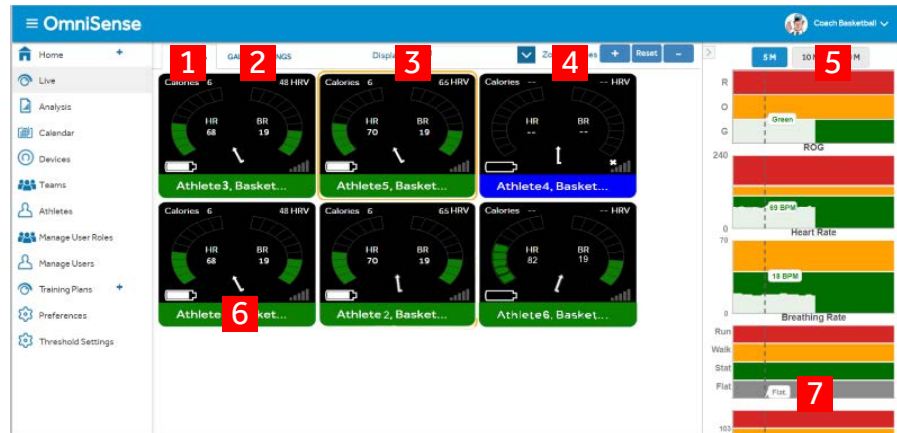 ≡ OmniSense
Coach Basketball
Home +
Live
Analysis
Calendar
Devices
Teams
Athletes
Manage User Roles
Manage Users
Training Plans +
Preferences
Threshold Settings
1
2
3
4
5
6
7
+ Reset -
5 M
Calories 6 48 HRV
HR BR
68 19
Athlete3, Basket...
Calories 6 65 HRV
HR BR
70 19
Athlete5, Basket...
Calories -- -- HRV
HR BR
-- --
Athlete4, Basket...
Calories 6 48 HRV
HR BR
68 19
Calories 6 65 HRV
HR BR
70 19
Athlete 2, Basket...
Calories -- -- HRV
HR BR
82 19
Athlete6, Basket...
R
O
G
Green
ROG
240
69 BPM
0
Heart Rate
70
18 BPM
0
Breathing Rate
Run
Walk
Stat
Flat
Flat
103